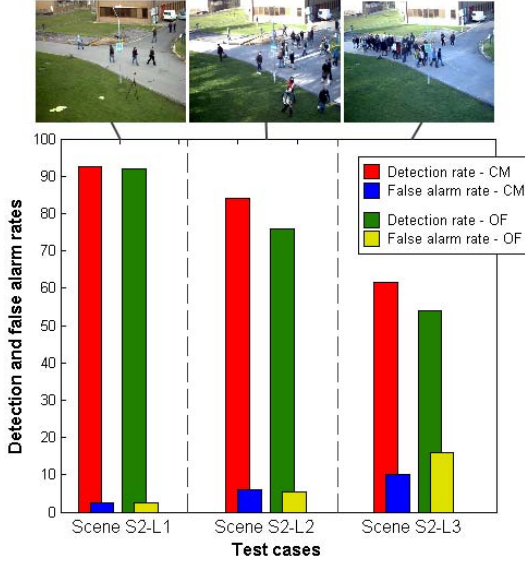 100
90
80
70
60
50
40
30
20
10
0
Detection and false alarm rates
Detection rate - CM
False alarm rate - CM
Detection rate - OF
False alarm rate - OF
Scene S2-L1
Scene S2-L2
Scene S2-L3
Test cases